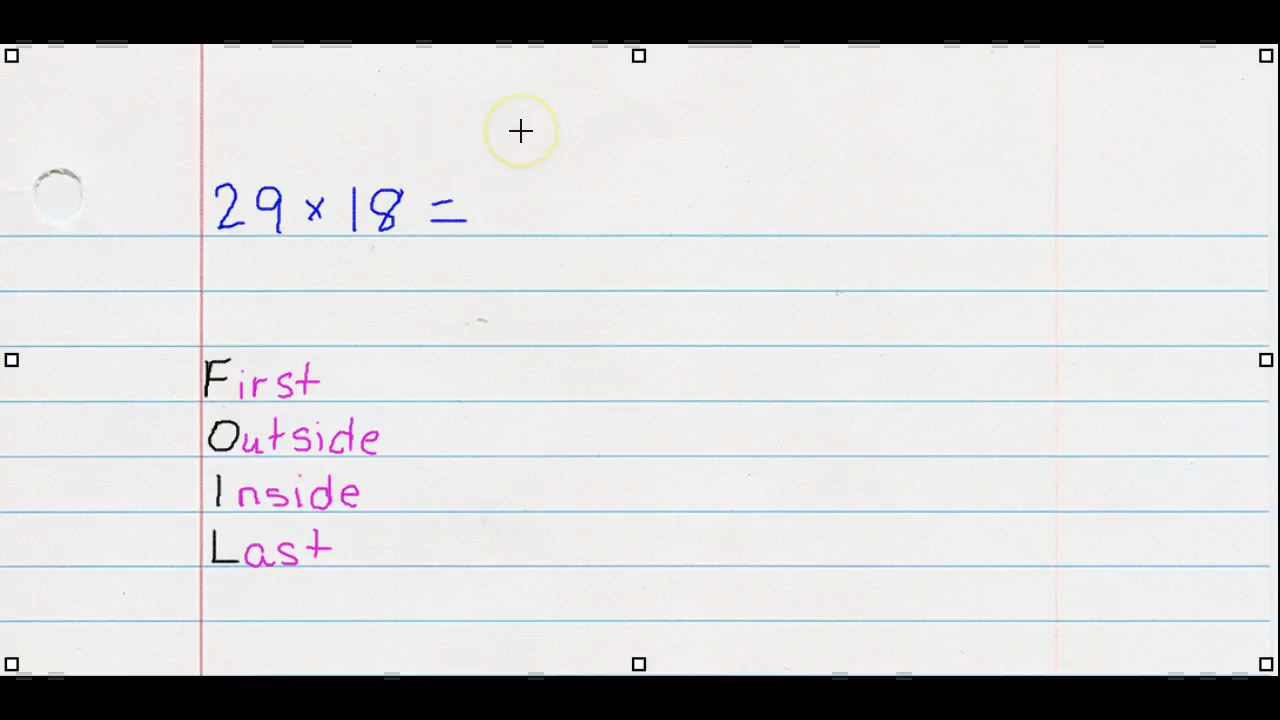 29 × 18 =
First
Outside
Inside
Last